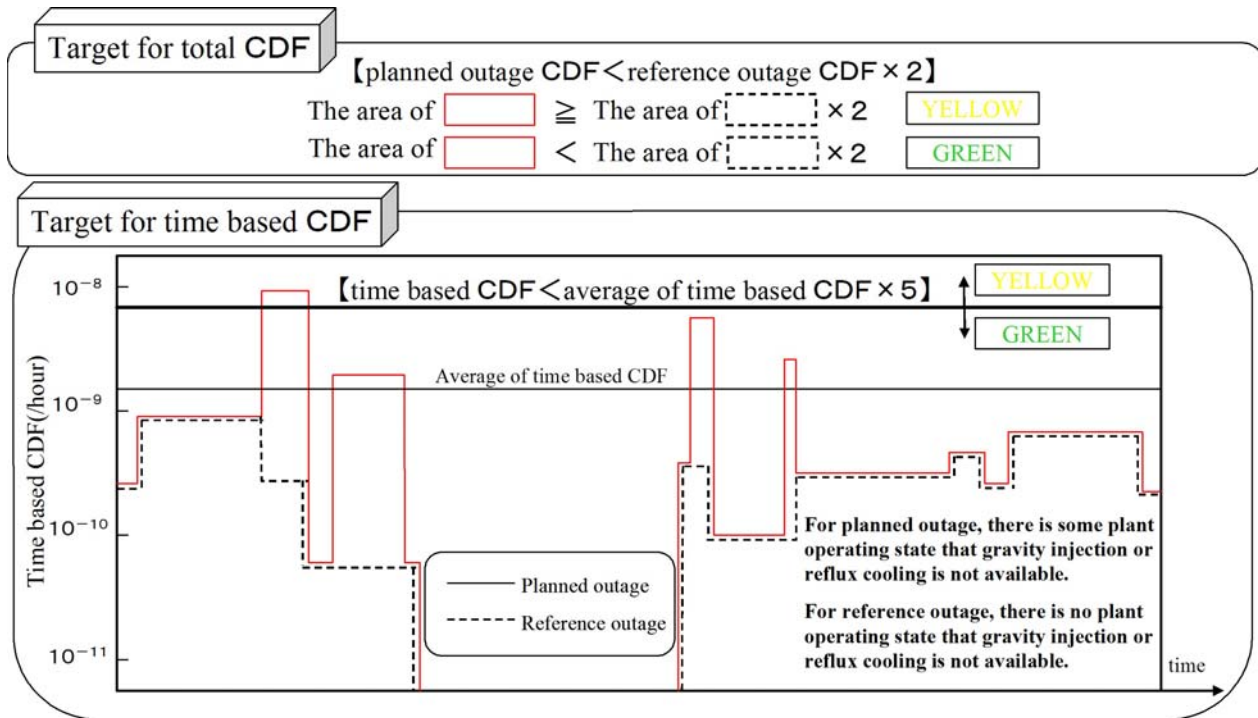 Target for total CDF
【planned outage CDF＜reference outage CDF×2】
The area of ≧ The area of ×2 YELLOW
The area of < The area of ×2 GREEN
Target for time based CDF
【time based CDF＜average of time based CDF×5】
YELLOW
GREEN
Average of time based CDF
Time based CDF(/hour)
10⁻⁸
10⁻⁹
10⁻¹⁰
10⁻¹¹
Planned outage
Reference outage
For planned outage, there is some plant
operating state that gravity injection or
reflux cooling is not available.
For reference outage, there is no plant
operating state that gravity injection or
reflux cooling is not available.
time